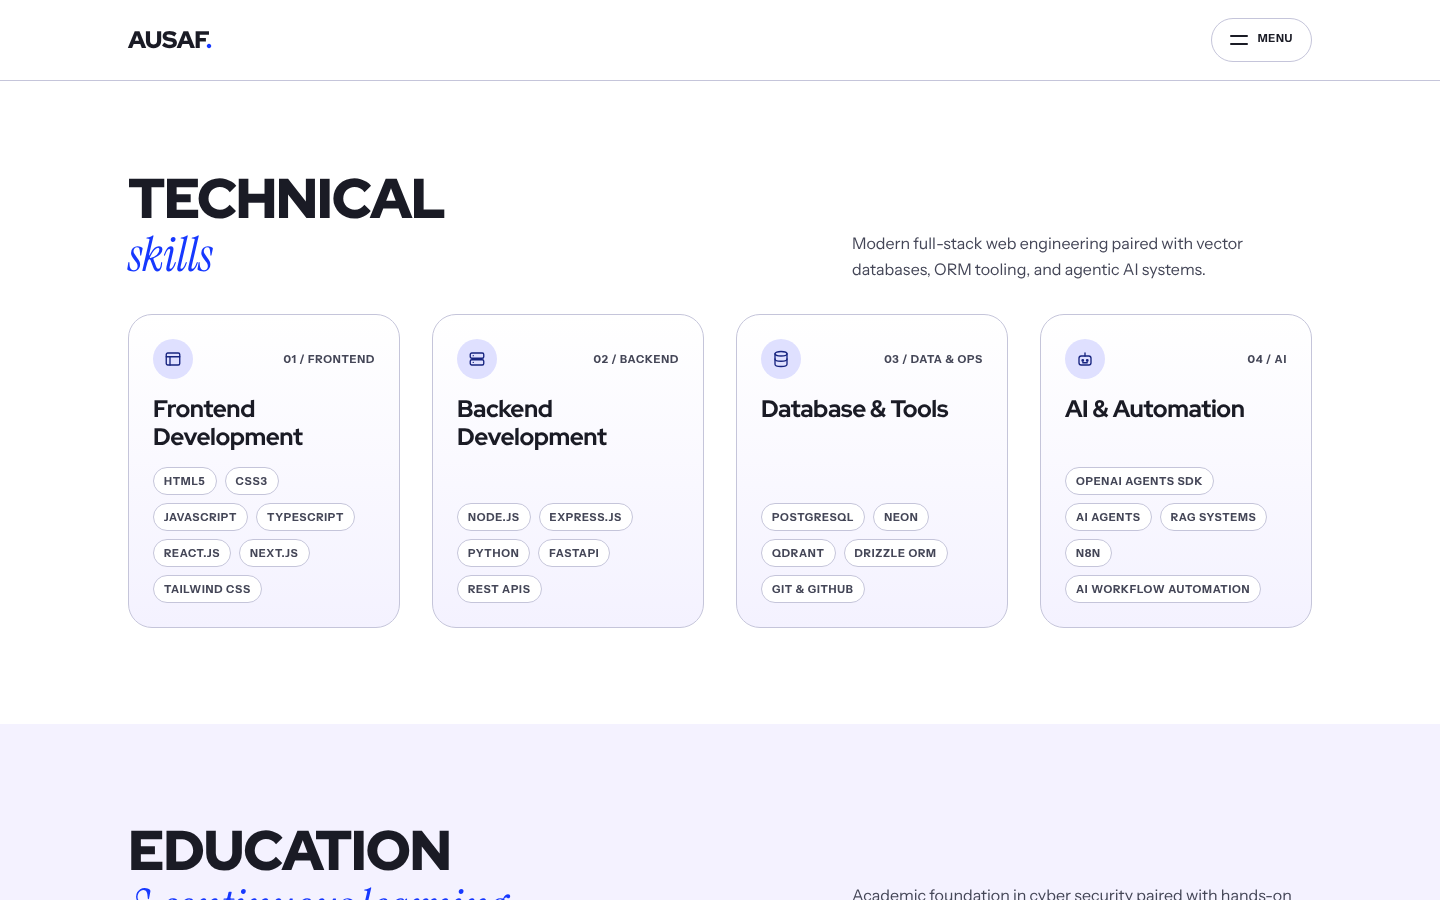 AUSAF.
MENU
TECHNICAL
skills
Modern full-stack web engineering paired with vector
databases, ORM tooling, and agentic AI systems.
01 / FRONTEND
Frontend
Development
HTML5 CSS3
JAVASCRIPT TYPESCRIPT
REACT.JS NEXT.JS
TAILWIND CSS
02 / BACKEND
Backend
Development
NODE.JS EXPRESS.JS
PYTHON FASTAPI
REST APIS
03 / DATA & OPS
Database & Tools
POSTGRESQL NEON
QDRANT DRIZZLE ORM
GIT & GITHUB
04 / AI
AI & Automation
OPENAI AGENTS SDK
AI AGENTS RAG SYSTEMS
N8N
AI WORKFLOW AUTOMATION
EDUCATION
& continuous learning
Academic foundation in cyber security paired with hands-on